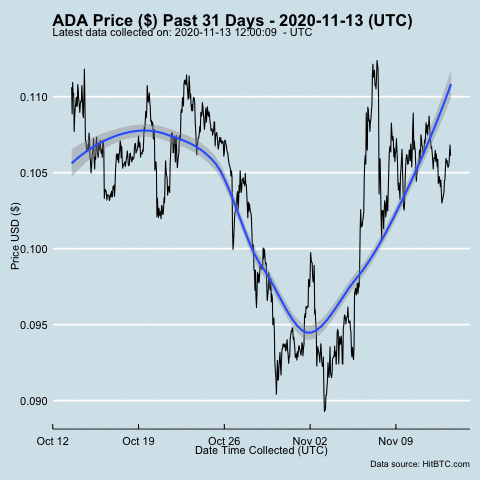 ADA Price ($) Past 31 Days - 2020-11-13 (UTC)
Latest data collected on: 2020-11-13 12:00:09  - UTC
0.110
0.105
0.100
0.095
0.090
Price USD ($)
Oct 12 Oct 19 Oct 26 Nov 02 Nov 09
Date Time Collected (UTC)
Data source: HitBTC.com